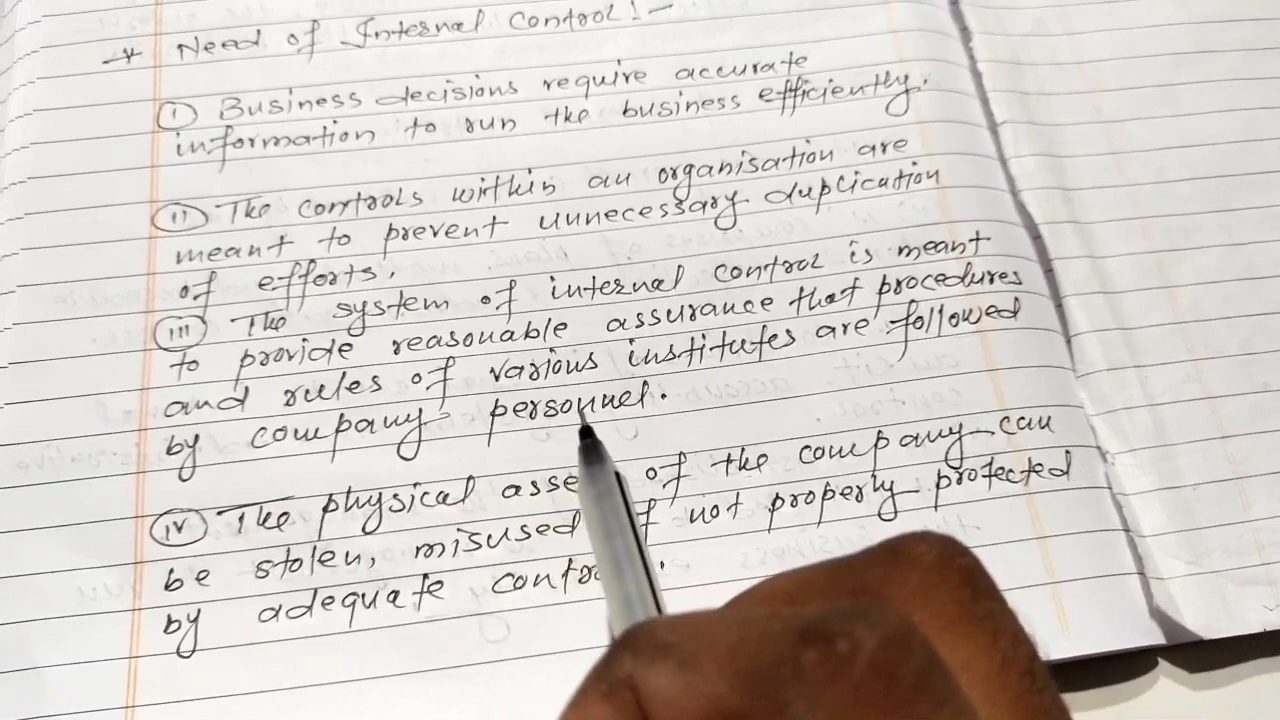 * Need of Internal Control :-
(i) Business decisions require accurate
information to run the business efficiently.
(ii) The controls within an organisation are
meant to prevent unnecessary duplication
of efforts.
(iii) The system of internal control is meant
to provide reasonable assurance that procedures
and rules of various institutes are followed
by company personnel.
(iv) The physical asse of the company can
be stolen, misused if not properly protected
by adequate contro